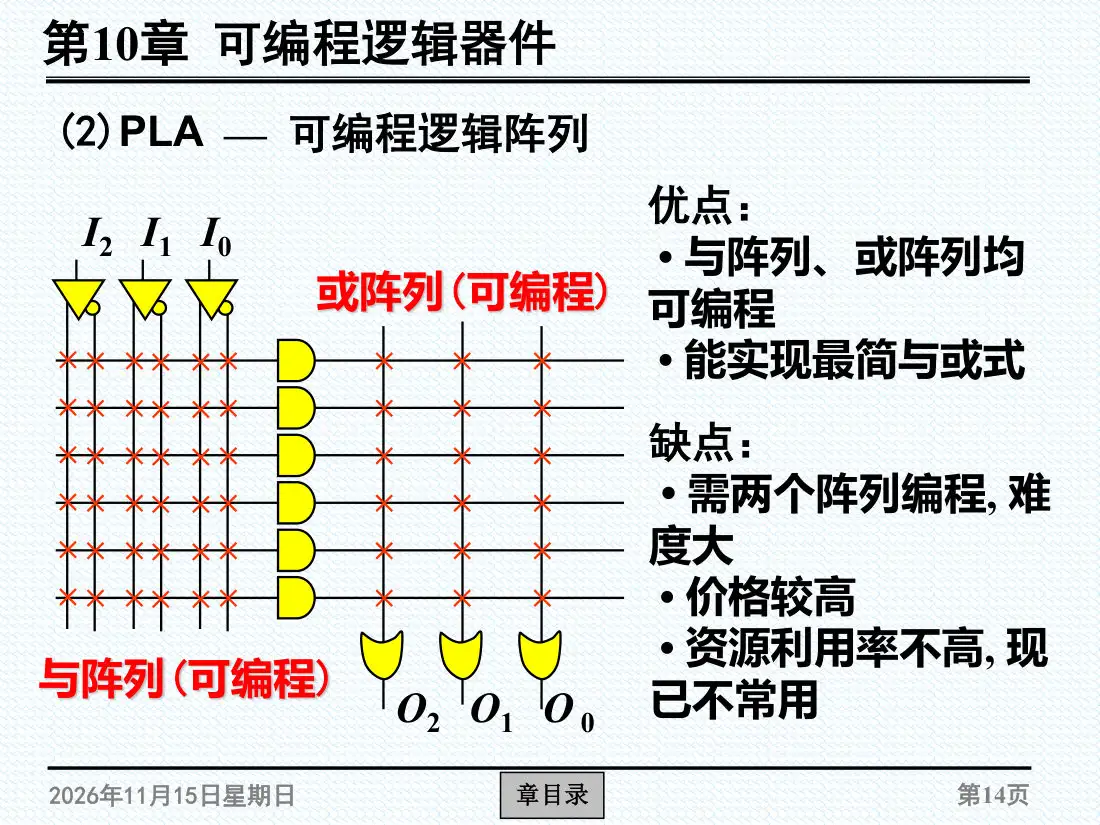 第10章 可编程逻辑器件
(2)PLA — 可编程逻辑阵列
I2 I1 I0
或阵列(可编程)
与阵列(可编程)
O2 O1 O 0
优点：
• 与阵列、或阵列均
可编程
• 能实现最简与或式
缺点：
• 需两个阵列编程, 难
度大
• 价格较高
• 资源利用率不高, 现
已不常用
2026年11月15日星期日
章目录
第14页